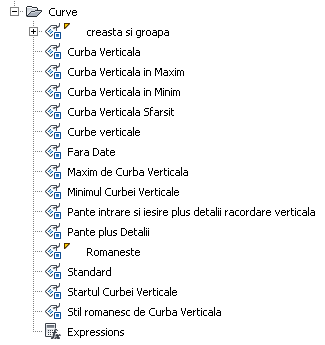 Curve
creasta si groapa
Curba Verticala
Curba Verticala in Maxim
Curba Verticala in Minim
Curba Verticala Sfarsit
Curbe verticale
Fara Date
Maxim de Curba Verticala
Minimul Curbei Verticale
Pante intrare si iesire plus detalii racordare verticala
Pante plus Detalii
Romaneste
Standard
Startul Curbei Verticale
Stil romanesc de Curba Verticala
Expressions